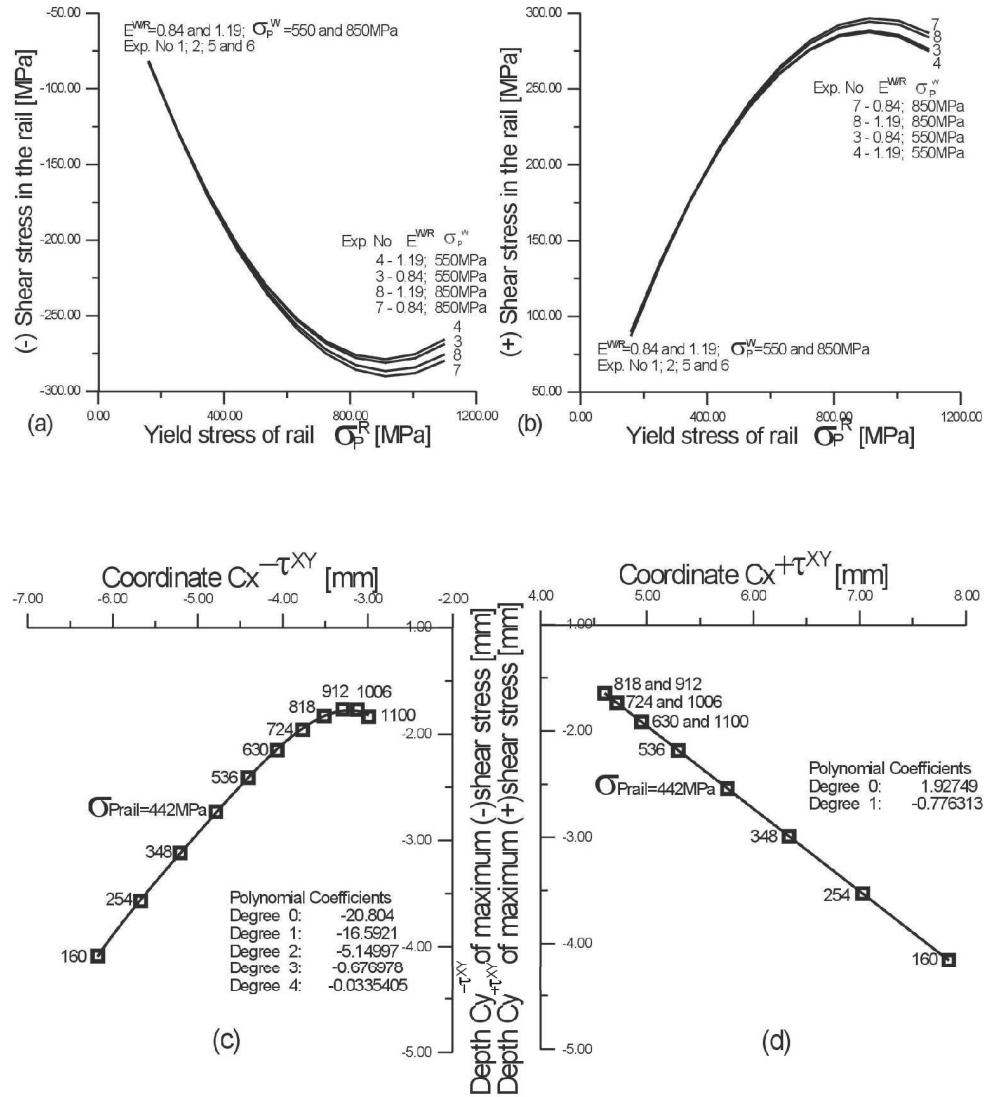 E^W/R=0.84 and 1.19; σ_P^W =550 and 850MPa
Exp. No 1; 2; 5 and 6
-50.00
-100.00
-150.00
-200.00
-250.00
-300.00
(-) Shear stress in the rail [MPa]
Exp. No E^W/R σ_P^W
4 - 1.19; 550MPa
3 - 0.84; 550MPa
8 - 1.19; 850MPa
7 - 0.84; 850MPa
4
3
8
7
0.00
400.00
800.00
1200.00
(a)
Yield stress of rail σ_P^R [MPa]
300.00
250.00
200.00
150.00
100.00
50.00
(+) Shear stress in the rail [MPa]
7
8
3
4
Exp. No E^W/R σ_P^W
7 - 0.84; 850MPa
8 - 1.19; 850MPa
3 - 0.84; 550MPa
4 - 1.19; 550MPa
E^W/R=0.84 and 1.19; σ_P^W=550 and 850MPa
Exp. No 1; 2; 5 and 6
0.00
400.00
800.00
1200.00
(b)
Yield stress of rail σ_P^R [MPa]
Coordinate Cx^-τ^XY [mm]
-7.00
-6.00
-5.00
-4.00
-3.00
-2.00
1.00
-2.00
-3.00
-4.00
-5.00
Depth Cy^-τ^XY of maximum (-)shear stress [mm]
912
1006
818
1100
724
630
536
σ_Prail=442MPa
348
254
160
Polynomial Coefficients
Degree 0: -20.804
Degree 1: -16.5921
Degree 2: -5.14997
Degree 3: -0.676978
Degree 4: -0.0335405
(c)
Coordinate Cx^+τ^XY [mm]
4.00
5.00
6.00
7.00
8.00
1.00
-2.00
-3.00
-4.00
-5.00
Depth Cy^+τ^XY of maximum (+)shear stress [mm]
818 and 912
724 and 1006
630 and 1100
536
σ_Prail=442MPa
348
254
160
Polynomial Coefficients
Degree 0: 1.92749
Degree 1: -0.776313
(d)